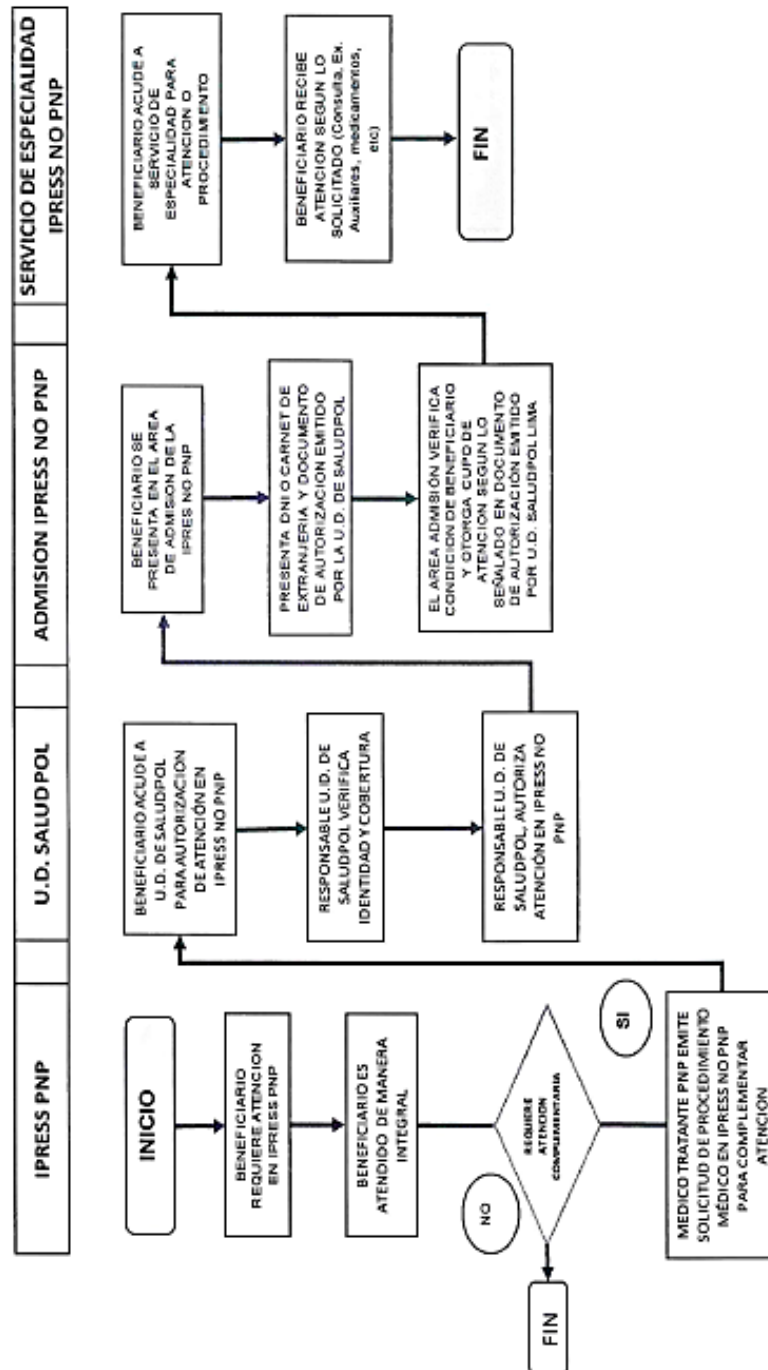 IPRESS PNP
U.D. SALUDPOL
ADMISIÓN IPRESS NO PNP
SERVICIO DE ESPECIALIDAD
IPRESS NO PNP
INICIO
BENEFICIARIO
REQUIERE ATENCION
EN IPRESS PNP
BENEFICIARIO ES
ATENDIDO DE MANERA
INTEGRAL
REQUIERE
ATENCION
COMPLEMENTARIA
NO
FIN
SI
MEDICO TRATANTE PNP EMITE
SOLICITUD DE PROCEDIMIENTO
MÉDICO EN IPRESS NO PNP
PARA COMPLEMENTAR
ATENCIÓN
BENEFICIARIO ACUDE A
U.D. DE SALUDPOL
PARA AUTORIZACION
DE ATENCIÓN EN
IPRESS NO PNP
RESPONSABLE U.D. DE
SALUDPOL VERIFICA
IDENTIDAD Y COBERTURA
RESPONSABLE U.D. DE
SALUDPOL, AUTORIZA
ATENCIÓN EN IPRESS NO
PNP
BENEFICIARIO SE
PRESENTA EN EL AREA
DE ADMISION DE LA
IPRES NO PNP
PRESENTA DNI O CARNET DE
EXTRANJERIA Y DOCUMENTO
DE AUTORIZACION EMITIDO
POR LA U.D. DE SALUDPOL
EL AREA ADMISIÓN VERIFICA
CONDICION DE BENEFICIARIO
Y OTORGA CUPO DE
ATENCION SEGUN LO
SEÑALADO EN DOCUMENTO
DE AUTORIZACIÓN EMITIDO
POR U.D. SALUDPOL LIMA
BENEFICIARIO ACUDE A
SERVICIO DE
ESPECIALIDAD PARA
ATENCION O
PROCEDIMIENTO
BENEFICIARIO RECIBE
ATENCION SEGUN LO
SOLICITADO (Consulta, Ex.
Auxiliares, medicamentos,
etc)
FIN